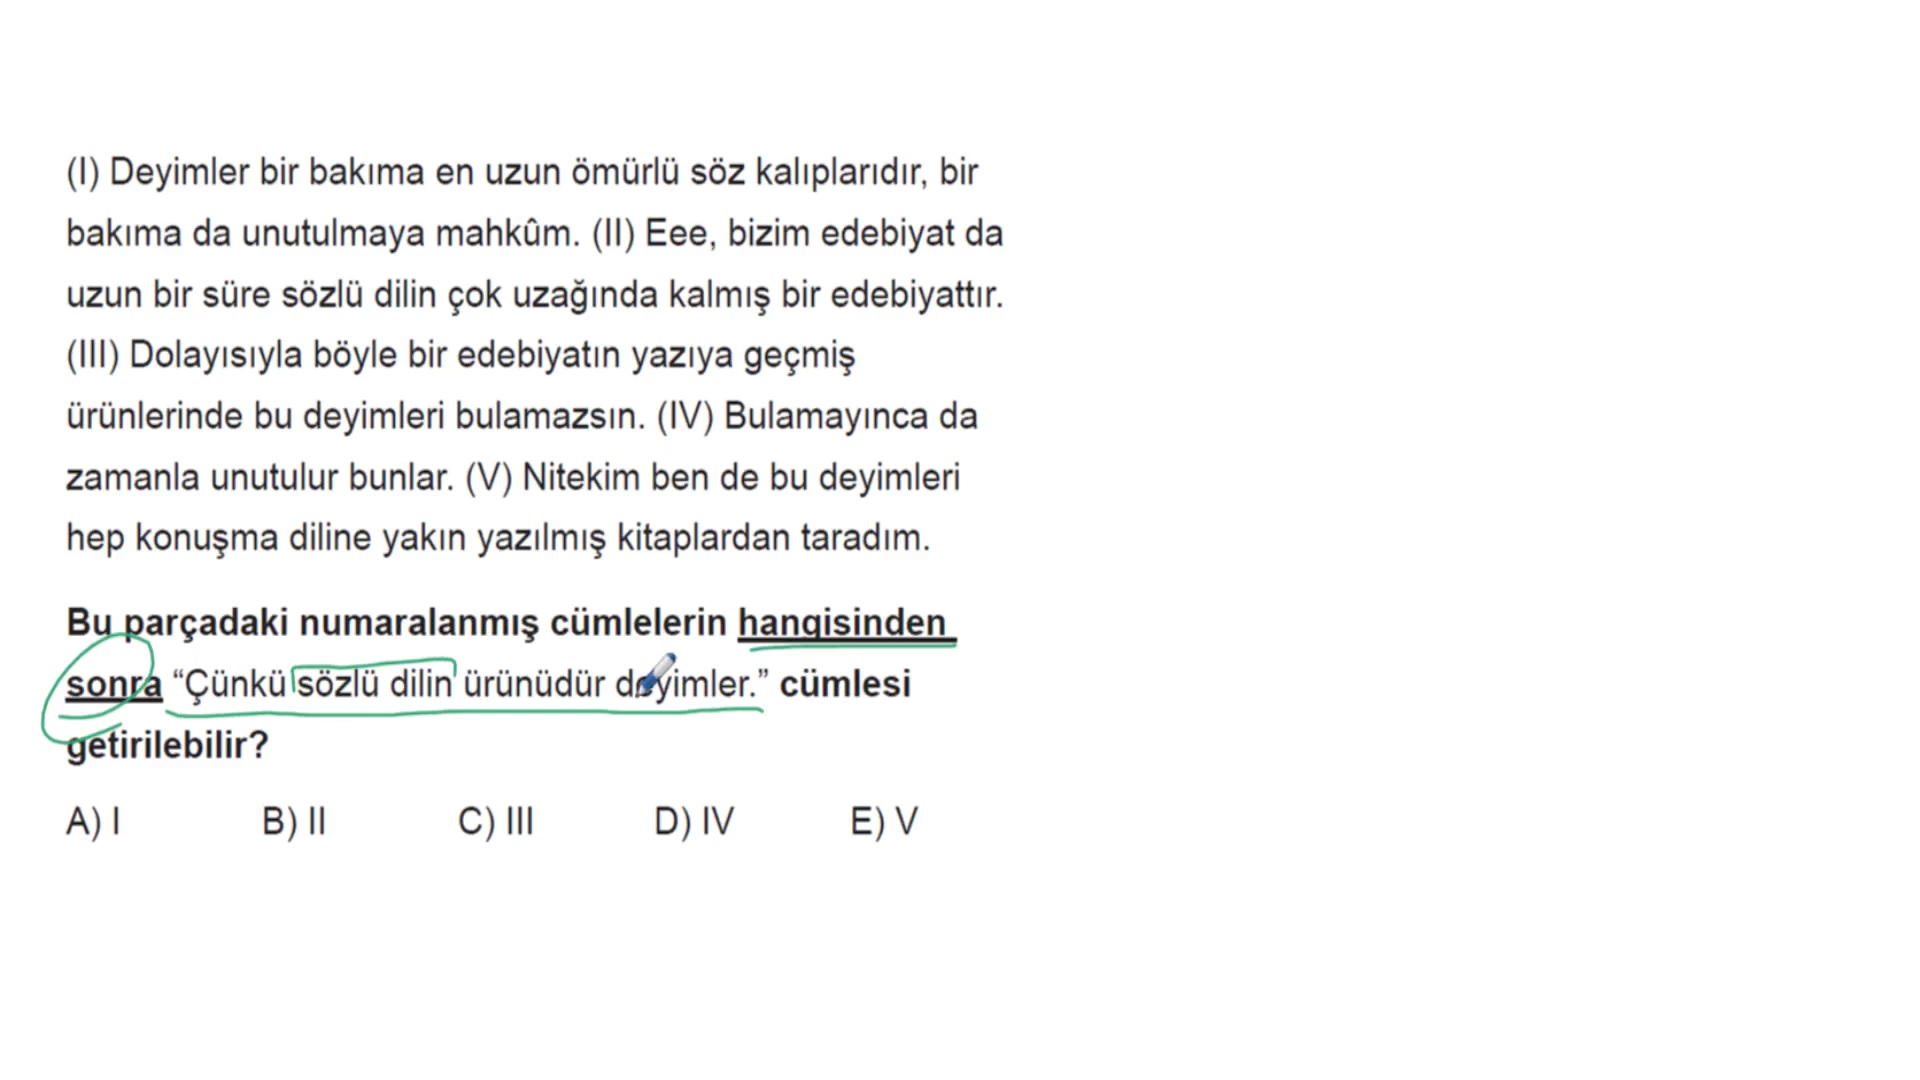 (I) Deyimler bir bakıma en uzun ömürlü söz kalıplarıdır, bir
bakıma da unutulmaya mahkûm. (II) Eee, bizim edebiyat da
uzun bir süre sözlü dilin çok uzağında kalmış bir edebiyattır.
(III) Dolayısıyla böyle bir edebiyatın yazıya geçmiş
ürünlerinde bu deyimleri bulamazsın. (IV) Bulamayınca da
zamanla unutulur bunlar. (V) Nitekim ben de bu deyimleri
hep konuşma diline yakın yazılmış kitaplardan taradım.
Bu parçadaki numaralanmış cümlelerin hangisinden
sonra “Çünkü sözlü dilin ürünüdür deyimler.” cümlesi
getirilebilir?
A) I B) II C) III D) IV E) V